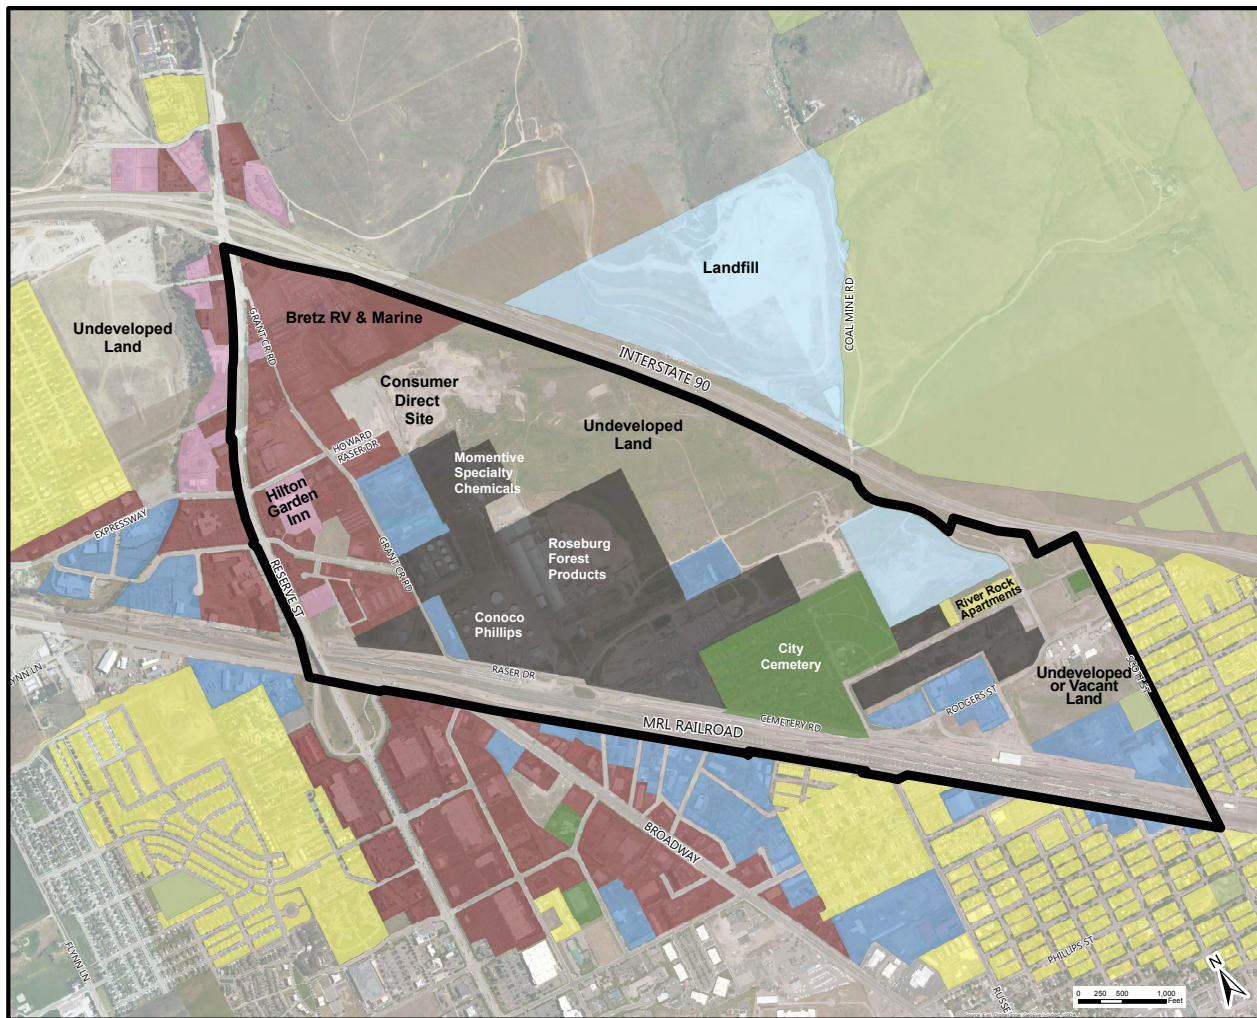 Landfill
COAL MINE RD
Undeveloped
Land
GRANT CR RD
Bretz RV & Marine
INTERSTATE 90
Consumer
Direct
Site
Undeveloped
Land
HOWARD
RASER DR
Momentive
Specialty
Chemicals
Hilton
Garden
Inn
EXPRESSWAY
RESERVE ST
GRANT CR RD
Roseburg
Forest
Products
River Rock
Apartments
Conoco
Phillips
City
Cemetery
RASER DR
Undeveloped
or Vacant
Land
SCOTT ST
RODGERS ST
CEMETERY RD
MRL RAILROAD
BROADWAY
FLYNN LN
PHILLIPS ST
N
0 250 500 1,000
Feet